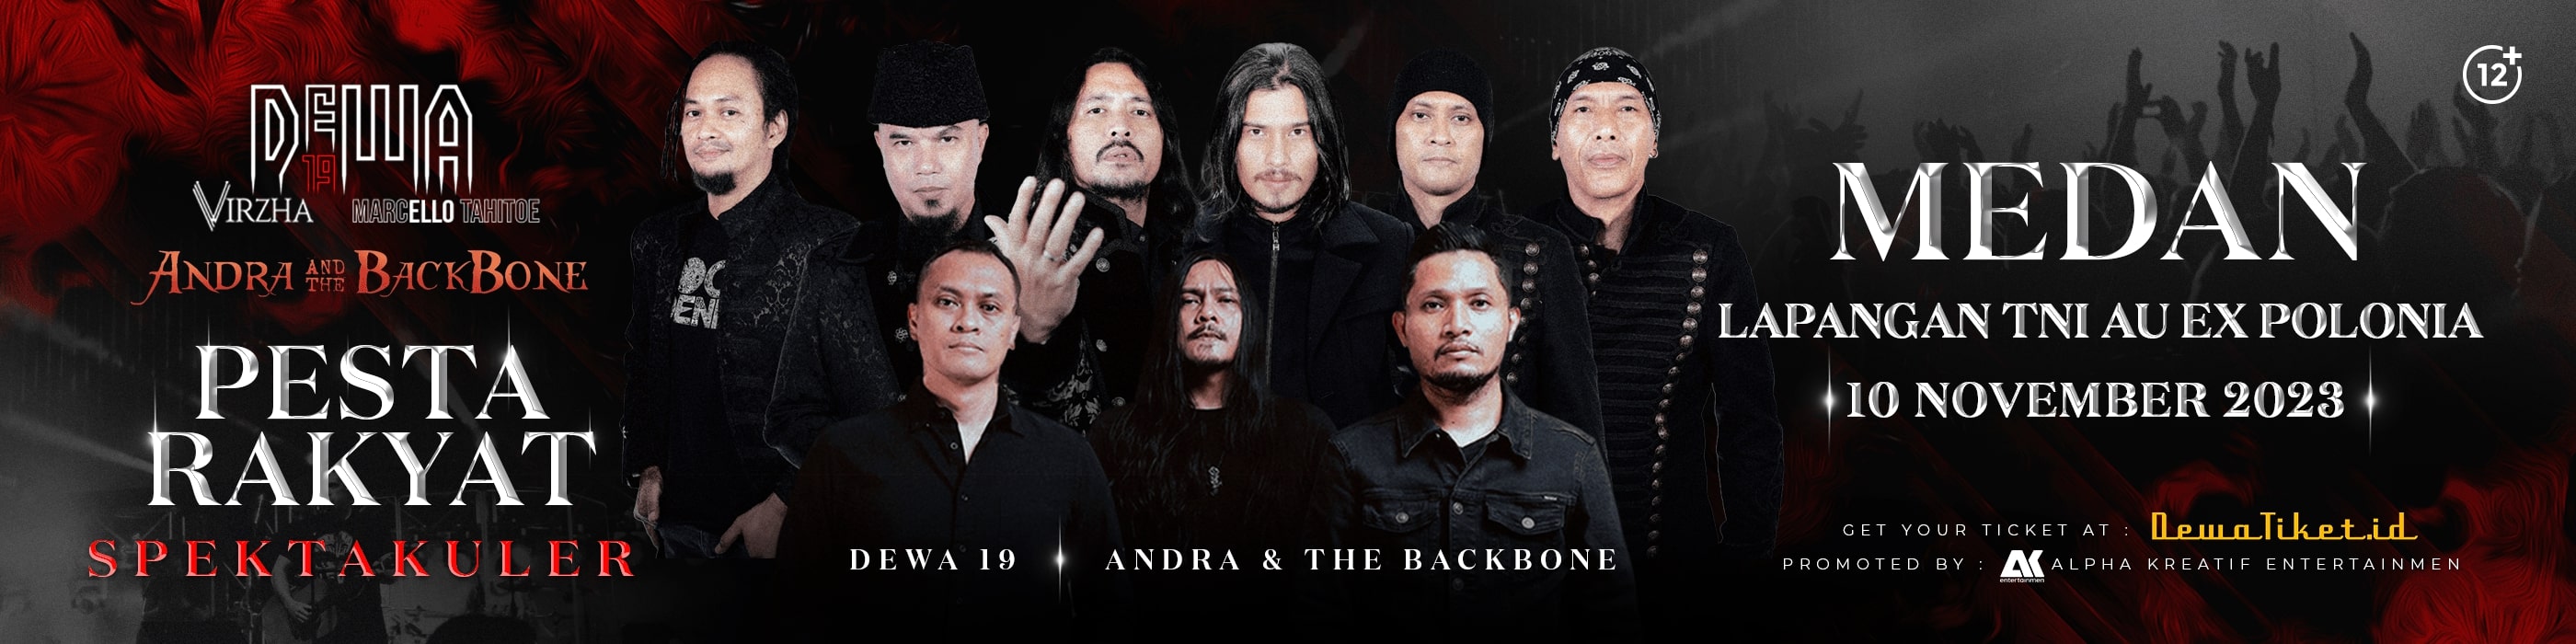 DEWA
19
VIRZHA MARCELLO TAHITOE
ANDRA AND THE BACKBONE
PESTA
RAKYAT
SPEKTAKULER
DEWA 19 ANDRA & THE BACKBONE
12+
MEDAN
LAPANGAN TNI AU EX POLONIA
10 NOVEMBER 2023
GET YOUR TICKET AT : DewaTiket.id
PROMOTED BY : AK entertainmen ALPHA KREATIF ENTERTAINMEN